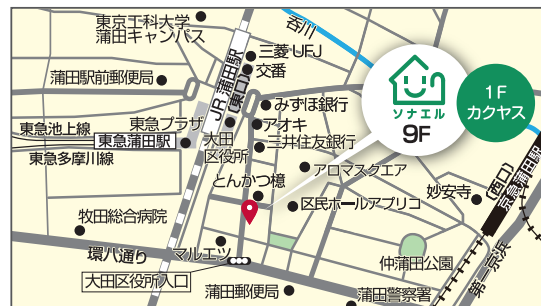 東京工科大学
蒲田キャンパス
呑川
三菱UFJ
交番
蒲田駅前郵便局
JR 蒲田駅
(東口)
みずほ銀行
ソナエル
9F
1F
カクヤス
東急池上線
東急プラザ
東急蒲田駅
東急多摩川線
大田
区役所
アオキ
三井住友銀行
アロマスクエア
とんかつ檍
区民ホールアプリコ
妙安寺
(西口)
京急蒲田駅
牧田総合病院
環八通り
マルエツ
大田区役所入口
仲蒲田公園
第一京浜
蒲田郵便局
蒲田警察署